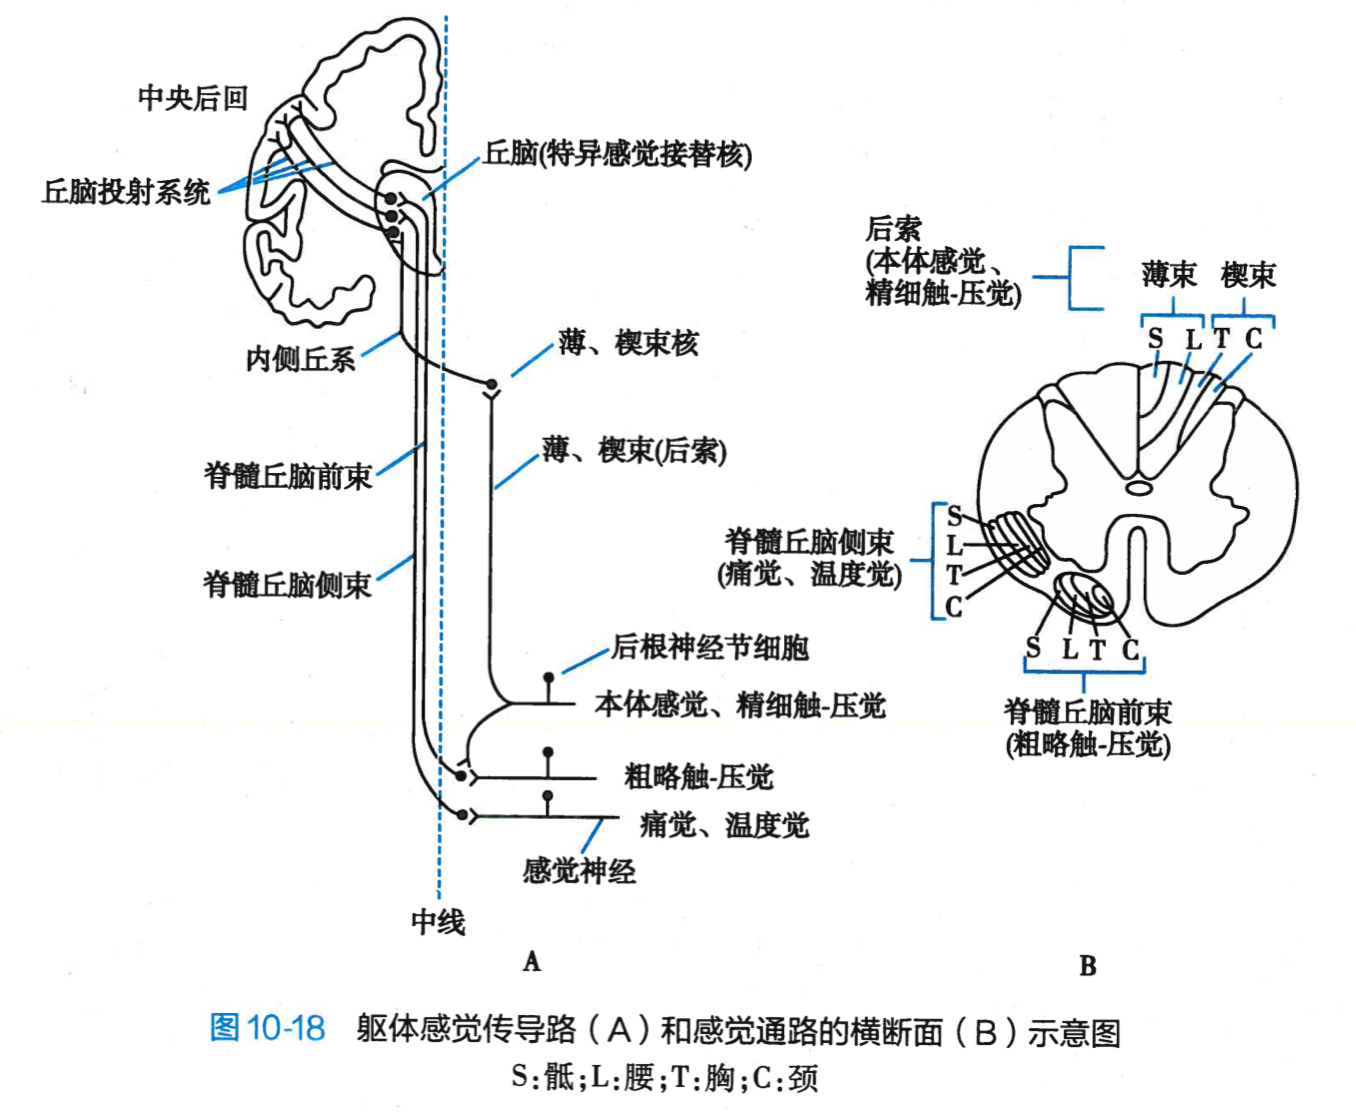 中央后回
丘脑(特异感觉接替核)
丘脑投射系统
内侧丘系
薄、楔束核
薄、楔束(后索)
脊髓丘脑前束
脊髓丘脑侧束
后根神经节细胞
本体感觉、精细触-压觉
粗略触-压觉
痛觉、温度觉
感觉神经
中线
A
后索
(本体感觉、
精细触-压觉)
薄束 楔束
S L T C
脊髓丘脑侧束
(痛觉、温度觉)
S
L
T
C
S L T C
脊髓丘脑前束
(粗略触-压觉)
B
图 10-18 躯体感觉传导路(A)和感觉通路的横断面(B)示意图
S:骶;L:腰;T:胸;C:颈